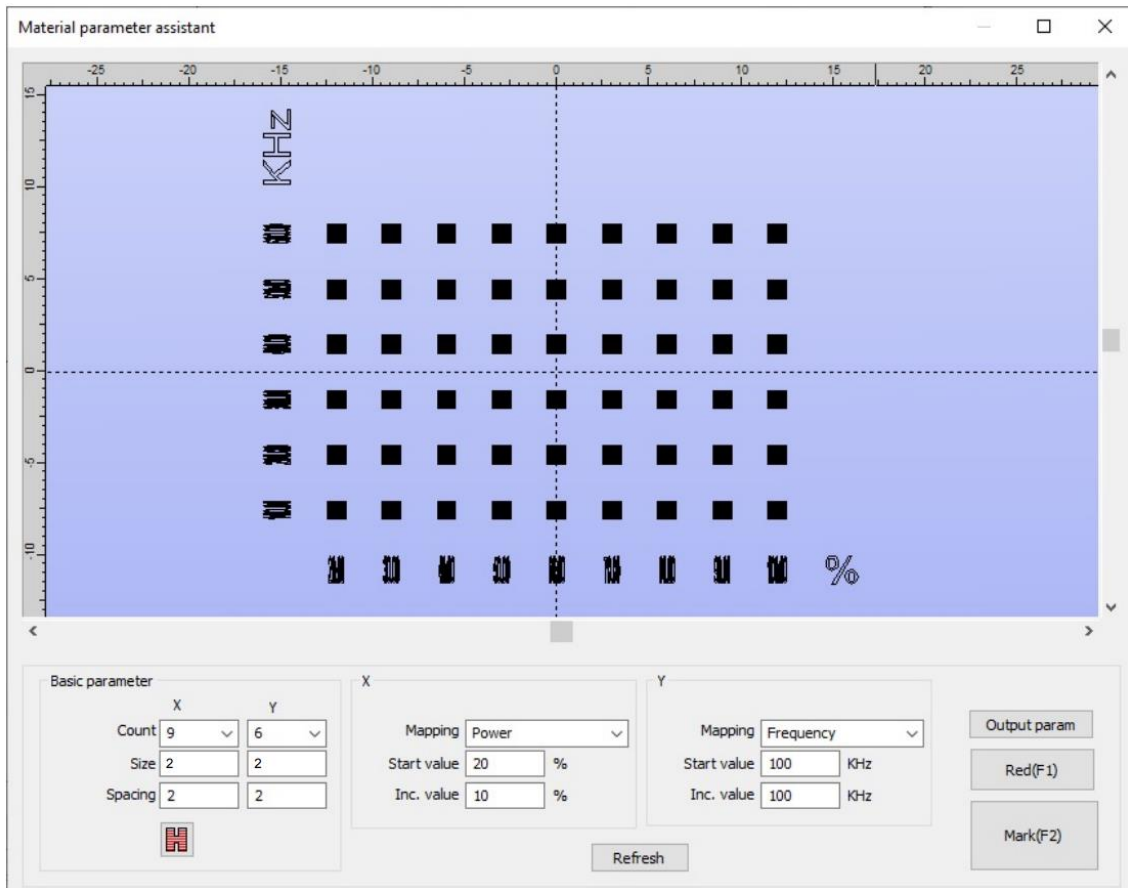 Material parameter assistant
-25 -20 -15 -10 -5 0 5 10 15 20 25
15
KHz
10
5
0
-5
-10
%
Basic parameter
X Y
Count 9 6
Size 2 2
Spacing 2 2
X
Mapping Power
Start value 20 %
Inc. value 10 %
Y
Mapping Frequency
Start value 100 KHz
Inc. value 100 KHz
Refresh
Output param
Red(F1)
Mark(F2)